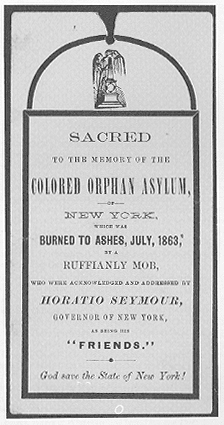 SACRED
TO THE MEMORY OF THE
COLORED ORPHAN ASYLUM,
—OF—
NEW YORK,
WHICH WAS
BURNED TO ASHES, JULY, 1863,*
BY A
RUFFIANLY MOB,
WHO WERE ACKNOWLEDGED AND ADDRESSED BY
HORATIO SEYMOUR,
GOVERNOR OF NEW YORK,
AS BEING HIS
"FRIENDS."
God save the State of New York!